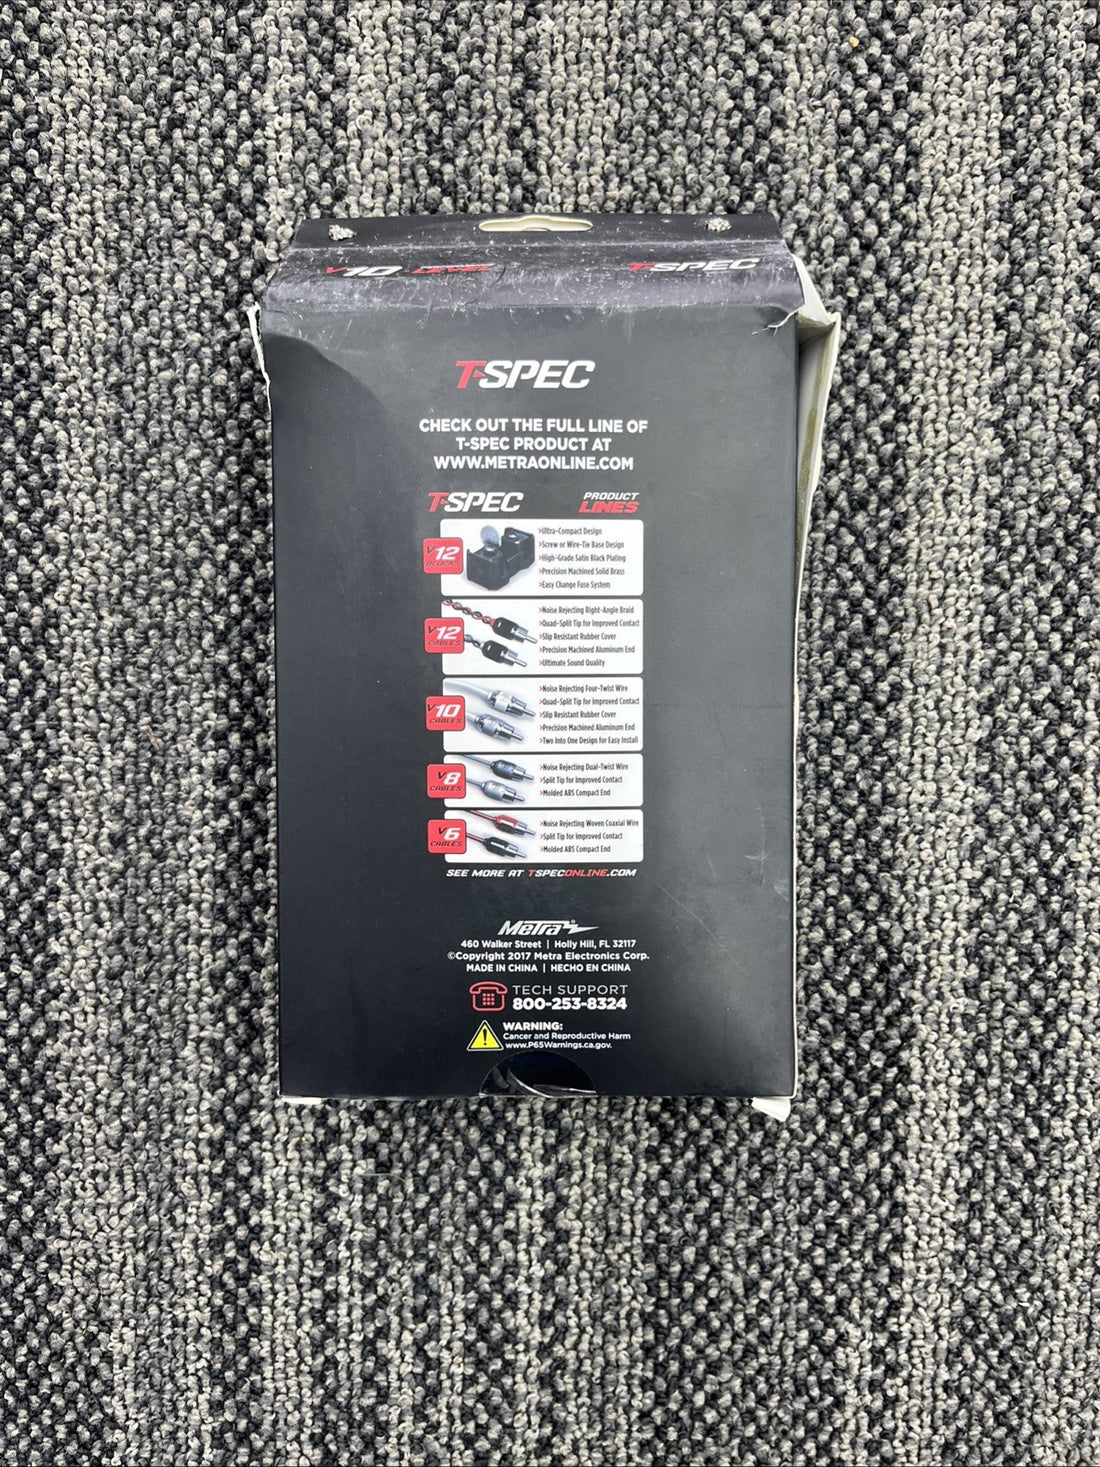 V10 LEVEL T-SPEC
T-SPEC
CHECK OUT THE FULL LINE OF
T-SPEC PRODUCT AT
WWW.METRAONLINE.COM
T-SPEC PRODUCT
LINES
V12
BLOCKS
>Ultra-Compact Design
>Screw or Wire-Tie Base Design
>High-Grade Satin Black Plating
>Precision Machined Solid Brass
>Easy Change Fuse System
V12
CABLES
>Noise Rejecting Right-Angle Braid
>Quad-Split Tip for Improved Contact
>Slip Resistant Rubber Cover
>Precision Machined Aluminum End
>Ultimate Sound Quality
V10
CABLES
>Noise Rejecting Four-Twist Wire
>Quad-Split Tip for Improved Contact
>Slip Resistant Rubber Cover
>Precision Machined Aluminum End
>Two Into One Design for Easy Install
V8
CABLES
>Noise Rejecting Dual-Twist Wire
>Split Tip for Improved Contact
>Molded ABS Compact End
V6
CABLES
>Noise Rejecting Woven Coaxial Wire
>Split Tip for Improved Contact
>Molded ABS Compact End
SEE MORE AT TSPECONLINE.COM
Metra®
460 Walker Street | Holly Hill, FL 32117
©Copyright 2017 Metra Electronics Corp.
MADE IN CHINA | HECHO EN CHINA
TECH SUPPORT
800-253-8324
WARNING:
Cancer and Reproductive Harm
www.P65Warnings.ca.gov.